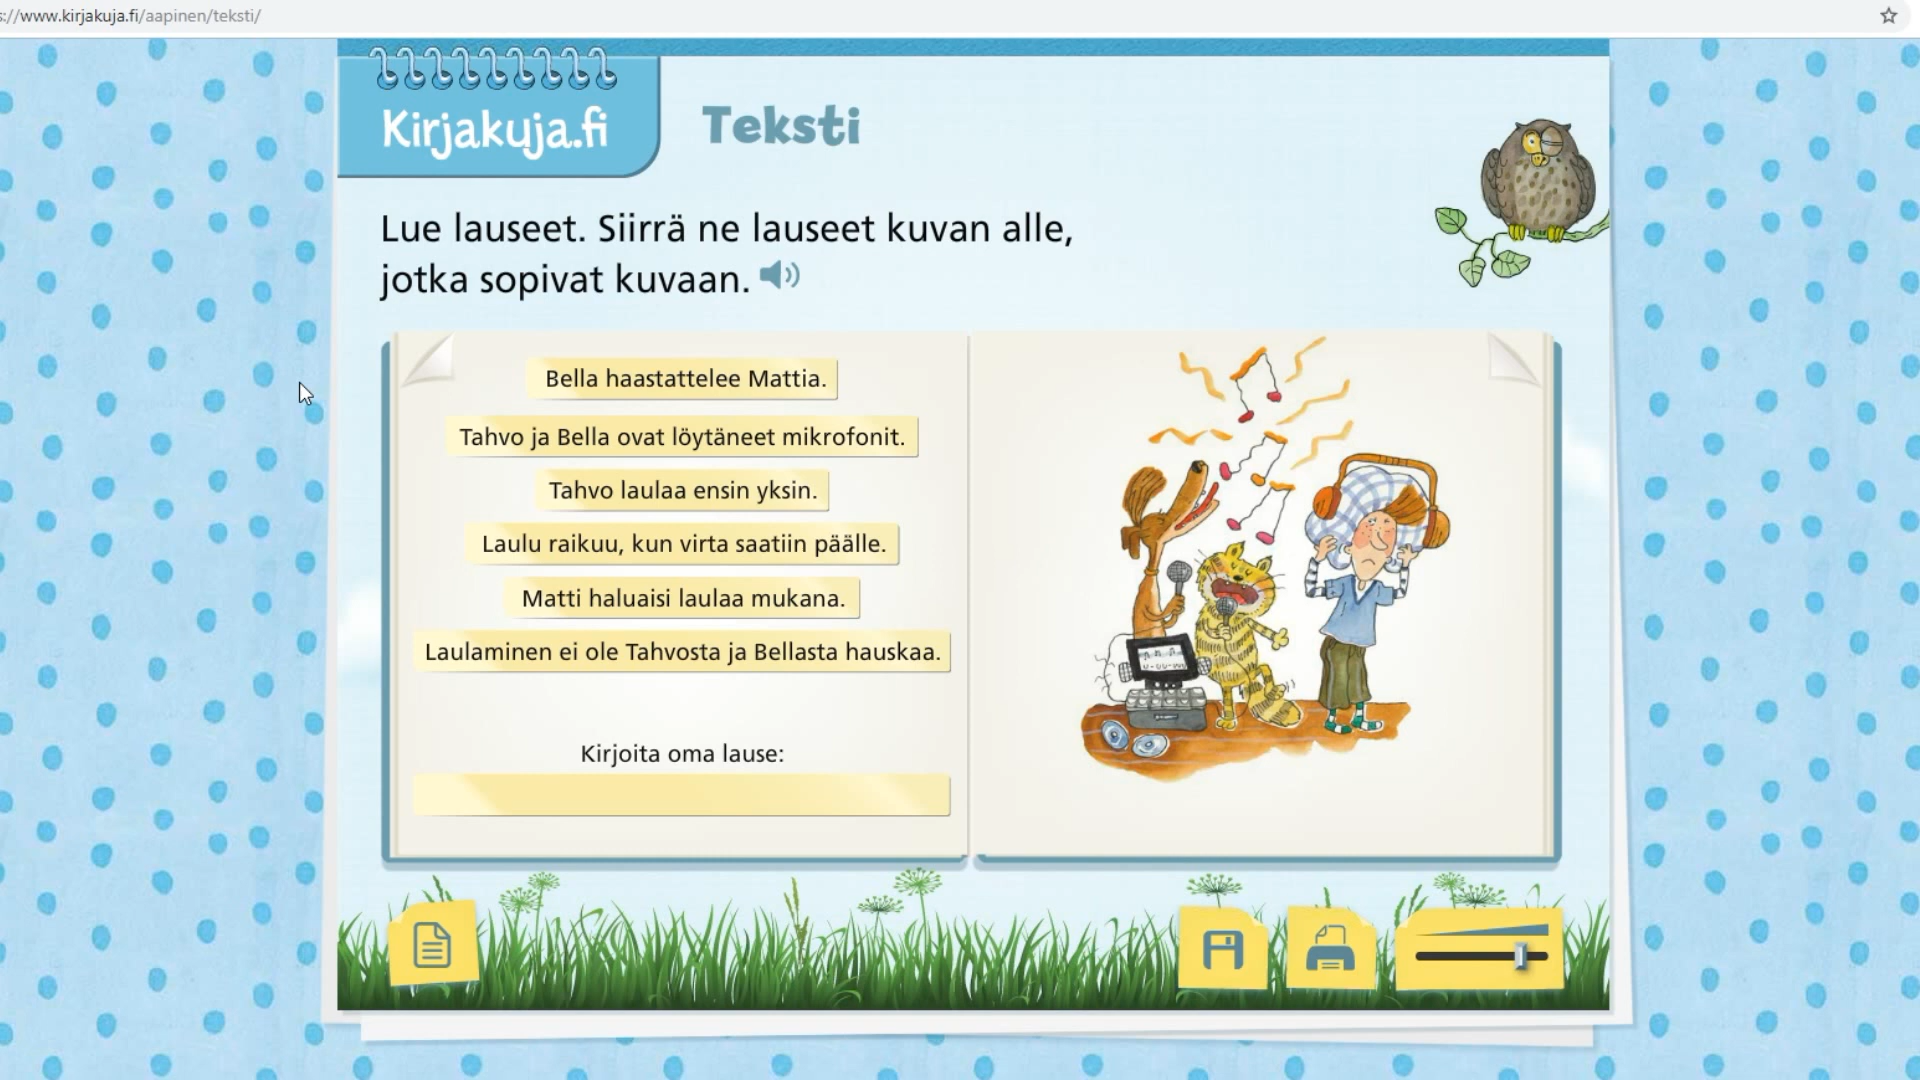 s://www.kirjakuja.fi/aapinen/teksti/
Kirjakuja.fi
Teksti
Lue lauseet. Siirrä ne lauseet kuvan alle,
jotka sopivat kuvaan.
Bella haastattelee Mattia.
Tahvo ja Bella ovat löytäneet mikrofonit.
Tahvo laulaa ensin yksin.
Laulu raikuu, kun virta saatiin päälle.
Matti haluaisi laulaa mukana.
Laulaminen ei ole Tahvosta ja Bellasta hauskaa.
Kirjoita oma lause: